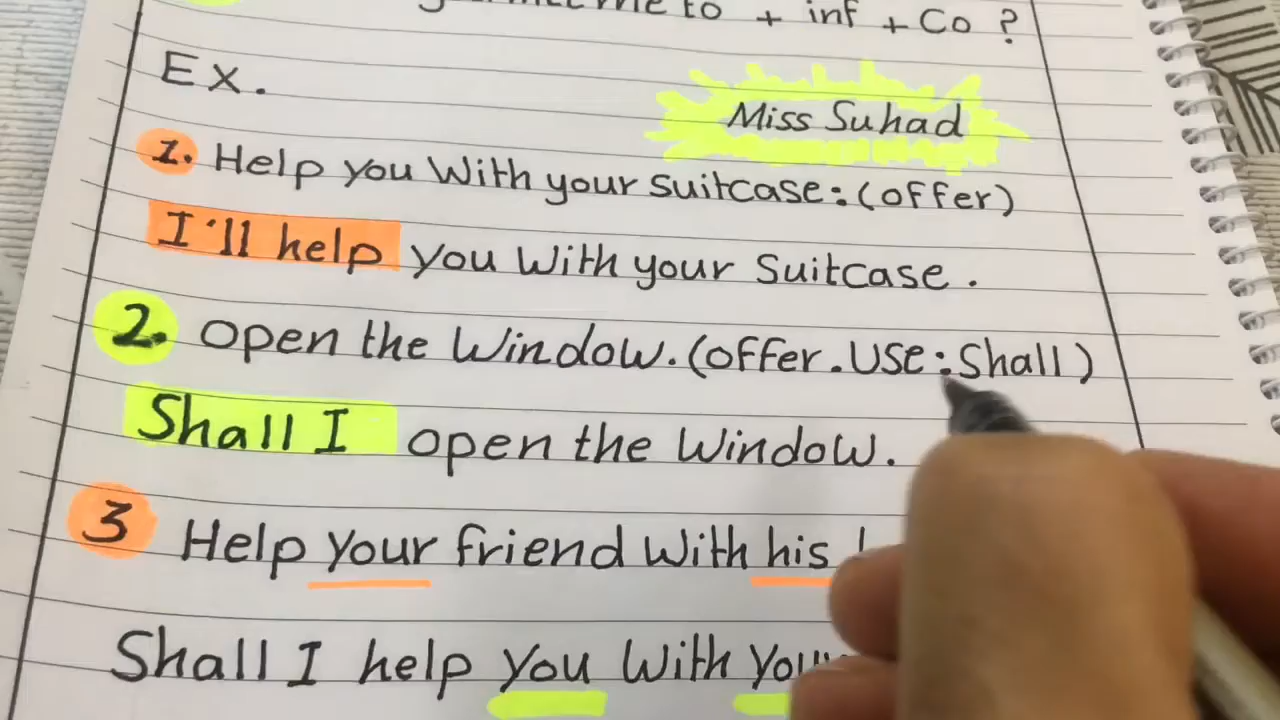 me to + inf + Co ?
Ex.
Miss Suhad
1. Help you With your suitcase:(offer)
I'll help you With your Suitcase.
2. open the Window.(offer.Use:Shall)
Shall I open the Window.
3 Help your friend With his
Shall I help you With